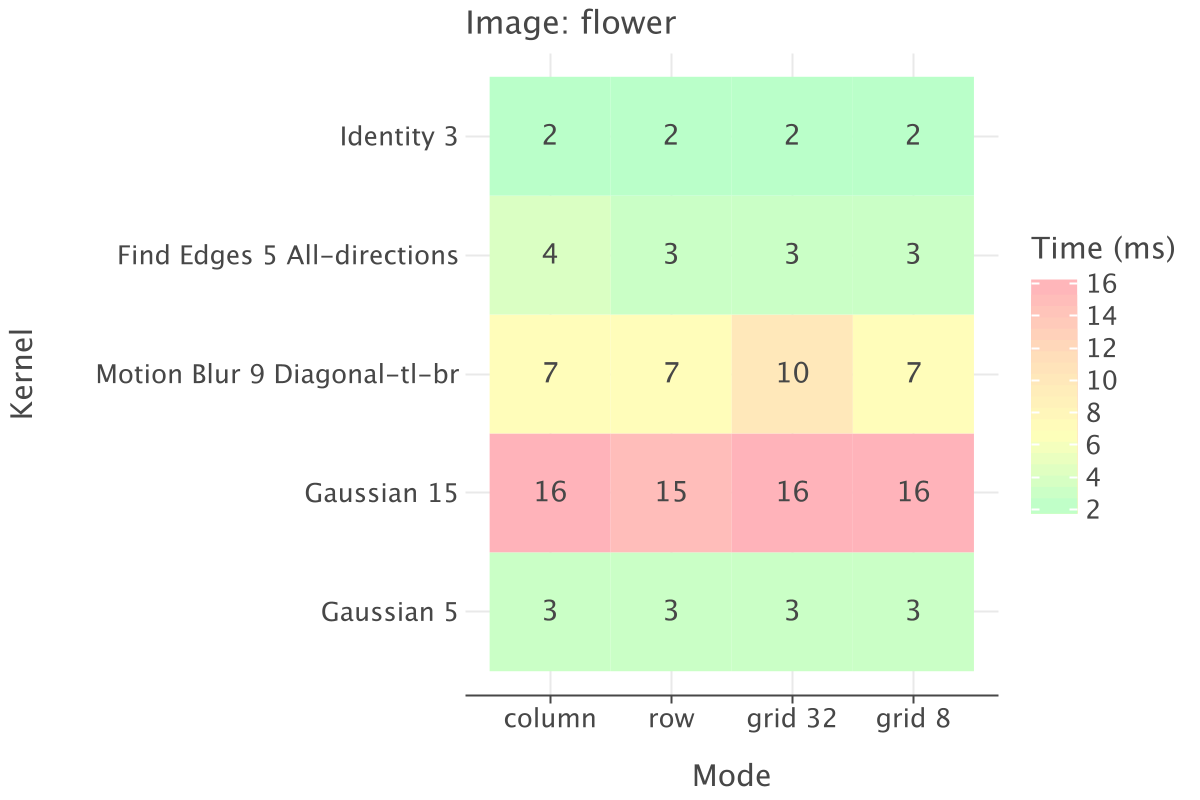 Image: flower
Kernel
Identity 3 2 2 2 2
Find Edges 5 All-directions 4 3 3 3
Motion Blur 9 Diagonal-tl-br 7 7 10 7
Gaussian 15 16 15 16 16
Gaussian 5 3 3 3 3
column row grid 32 grid 8
Mode
Time (ms)
16
14
12
10
8
6
4
2